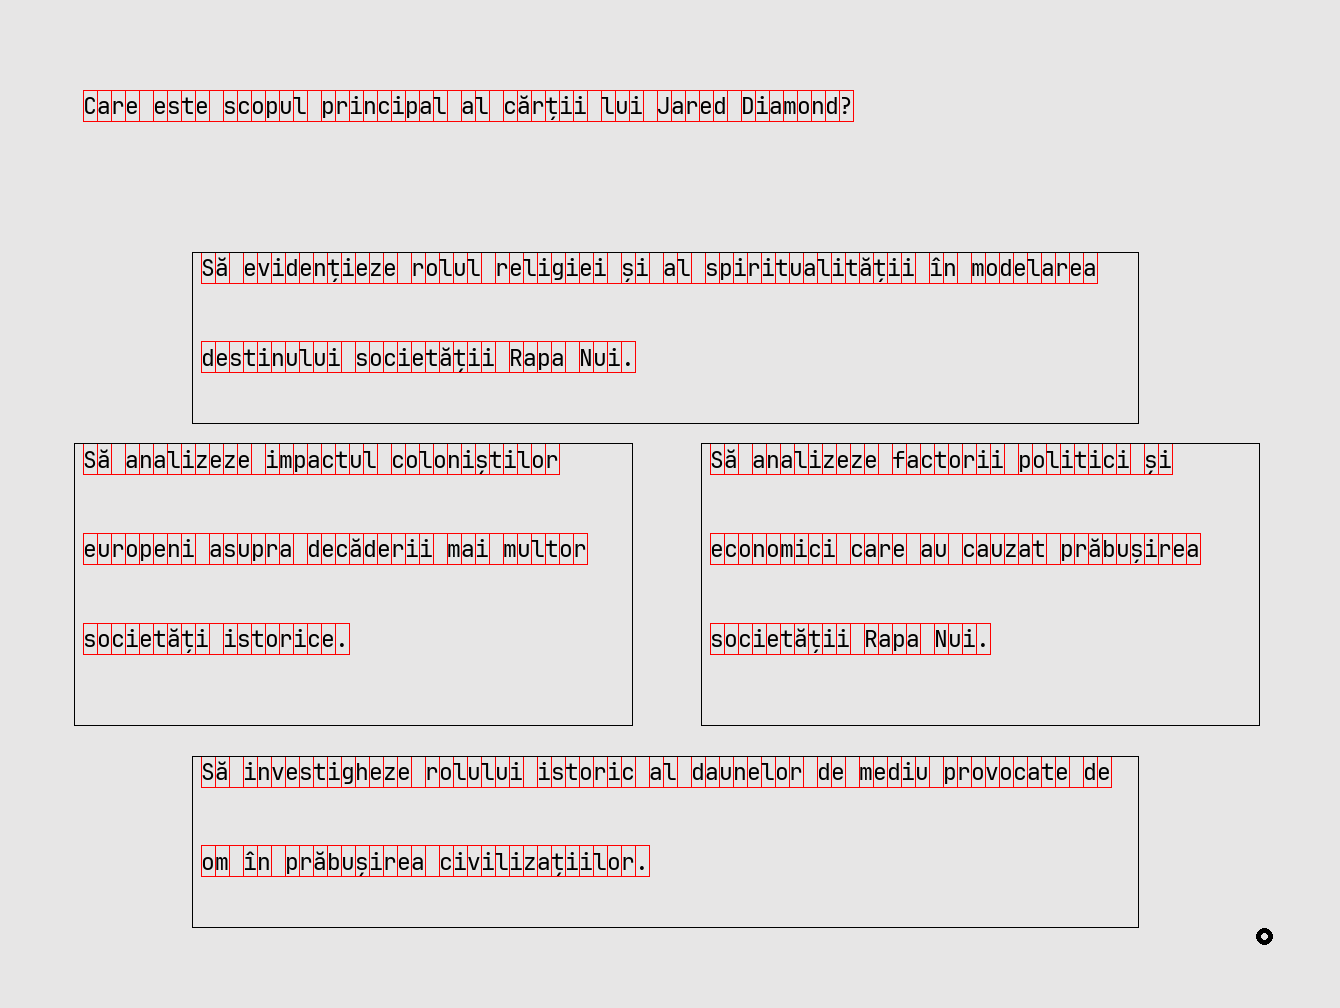 Care este scopul principal al cărții lui Jared Diamond?
Să evidențieze rolul religiei și al spiritualității în modelarea
destinului societății Rapa Nui.
Să analizeze impactul coloniștilor
europeni asupra decăderii mai multor
societăți istorice.
Să analizeze factorii politici și
economici care au cauzat prăbușirea
societății Rapa Nui.
Să investigheze rolului istoric al daunelor de mediu provocate de
om în prăbușirea civilizațiilor.